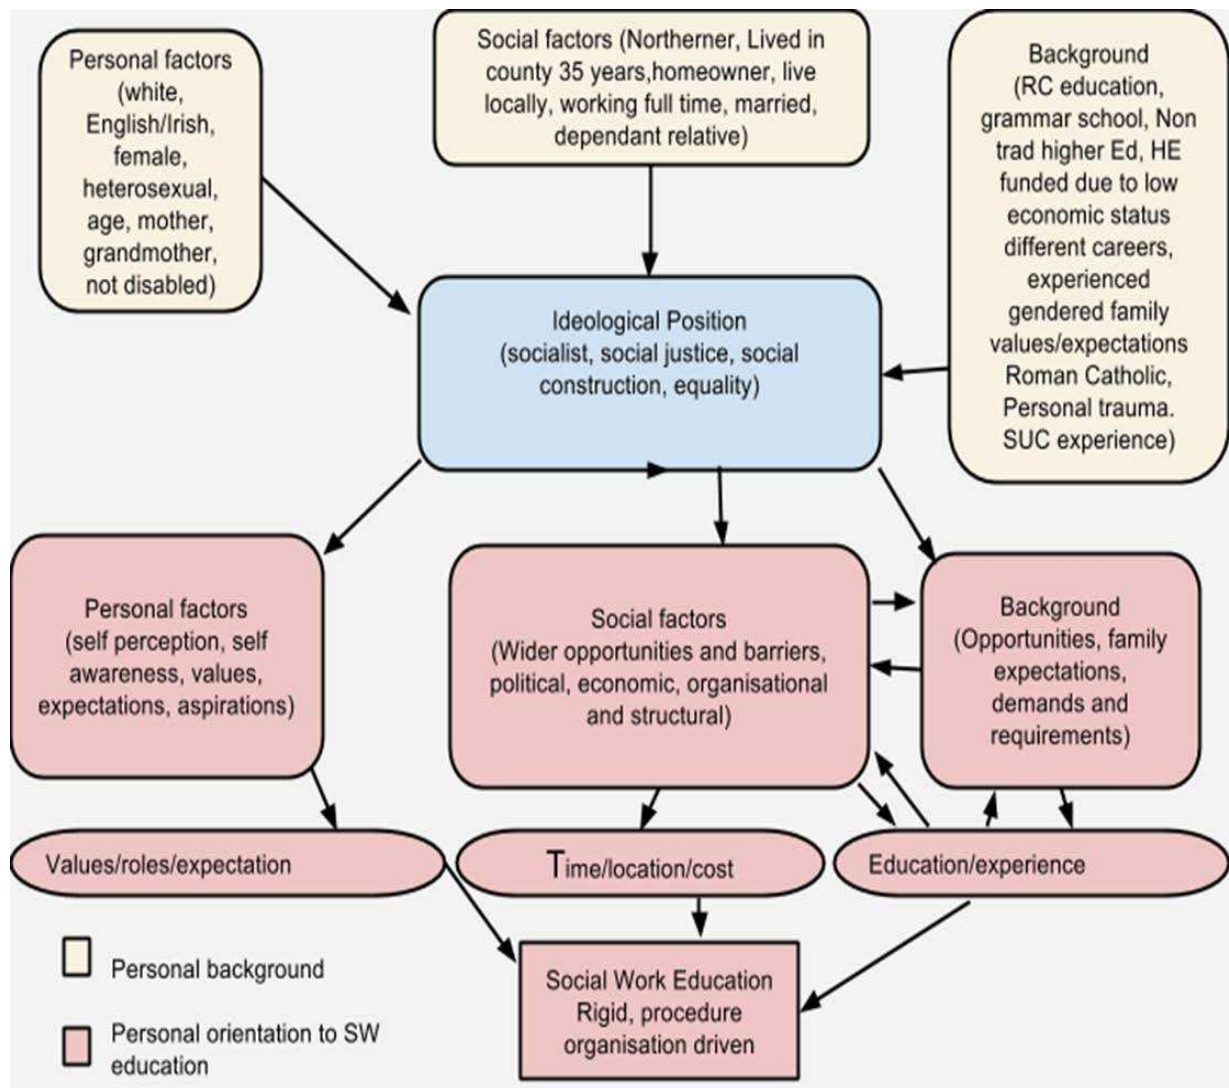 Personal factors
(white,
English/Irish,
female,
heterosexual,
age, mother,
grandmother,
not disabled)
Social factors (Northerner, Lived in
county 35 years,homeowner, live
locally, working full time, married,
dependant relative)
Background
(RC education,
grammar school, Non
trad higher Ed, HE
funded due to low
economic status
different careers,
experienced
gendered family
values/expectations
Roman Catholic,
Personal trauma.
SUC experience)
Ideological Position
(socialist, social justice, social
construction, equality)
Personal factors
(self perception, self
awareness, values,
expectations, aspirations)
Social factors
(Wider opportunities and barriers,
political, economic, organisational
and structural)
Background
(Opportunities, family
expectations,
demands and
requirements)
Values/roles/expectation
Time/location/cost
Education/experience
Social Work Education
Rigid, procedure
organisation driven
Personal background
Personal orientation to SW
education